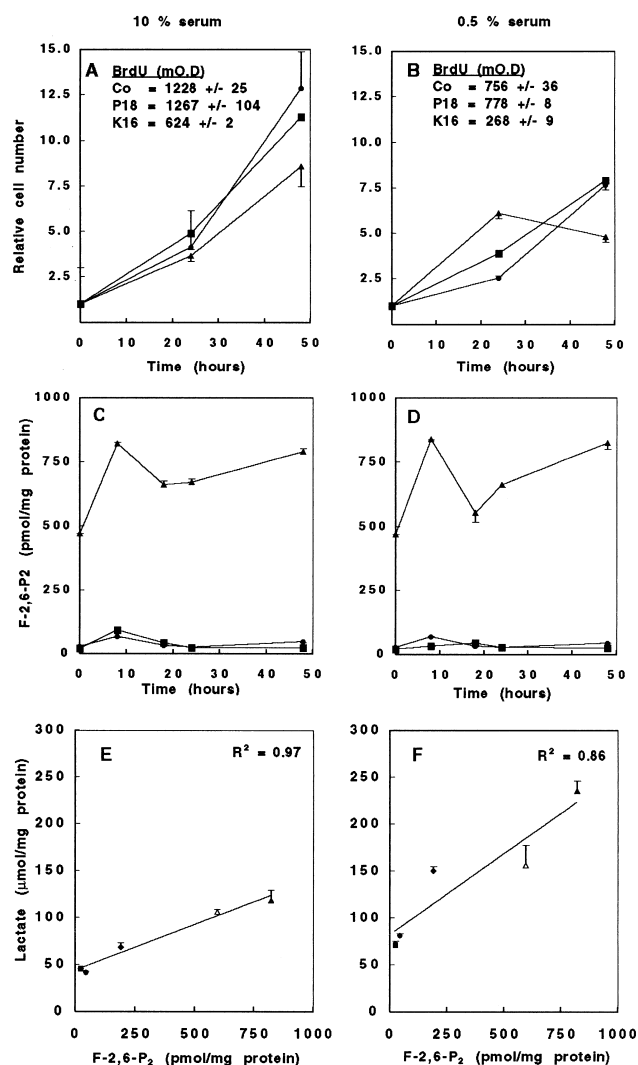 10 % serum
0.5 % serum
A
BrdU (mO.D)
Co = 1228 +/- 25
P18 = 1267 +/- 104
K16 = 624 +/- 2
15.0
12.5
10.0
7.5
5.0
2.5
Relative cell number
0 10 20 30 40 50
Time (hours)
B
BrdU (mO.D)
Co = 756 +/- 36
P18 = 778 +/- 8
K16 = 268 +/- 9
15.0
12.5
10.0
7.5
5.0
2.5
0 10 20 30 40 50
Time (hours)
C
1000
750
500
250
0
F-2,6-P2 (pmol/mg protein)
0 10 20 30 40 50
Time (hours)
D
1000
750
500
250
0
0 10 20 30 40 50
Time (hours)
E
R² = 0.97
300
250
200
150
100
50
0
Lactate (μmol/mg protein)
0 250 500 750 1000
F-2,6-P₂ (pmol/mg protein)
F
R² = 0.86
300
250
200
150
100
50
0
0 250 500 750 1000
F-2,6-P₂ (pmol/mg protein)